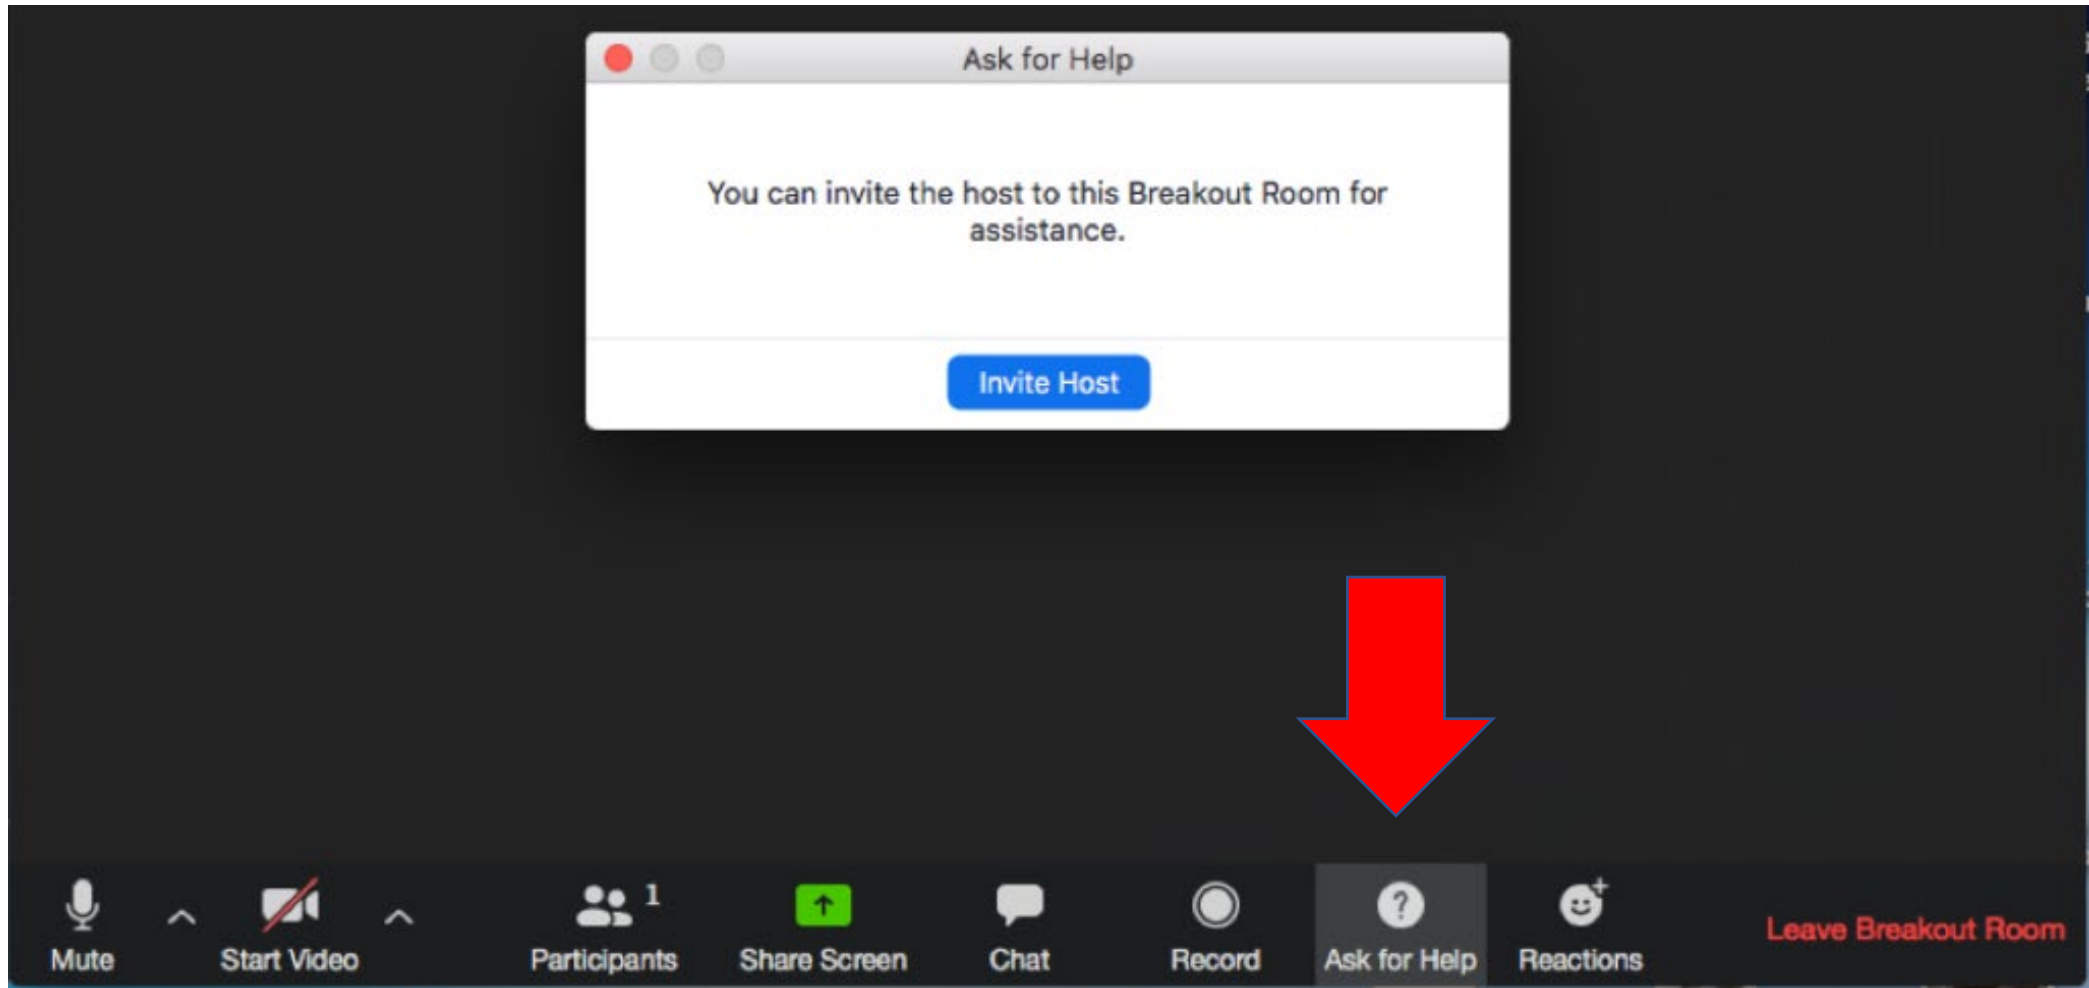 Ask for Help
You can invite the host to this Breakout Room for
assistance.
Invite Host
1
Mute
Start Video
Participants
Share Screen
Chat
Record
Ask for Help
Reactions
Leave Breakout Room